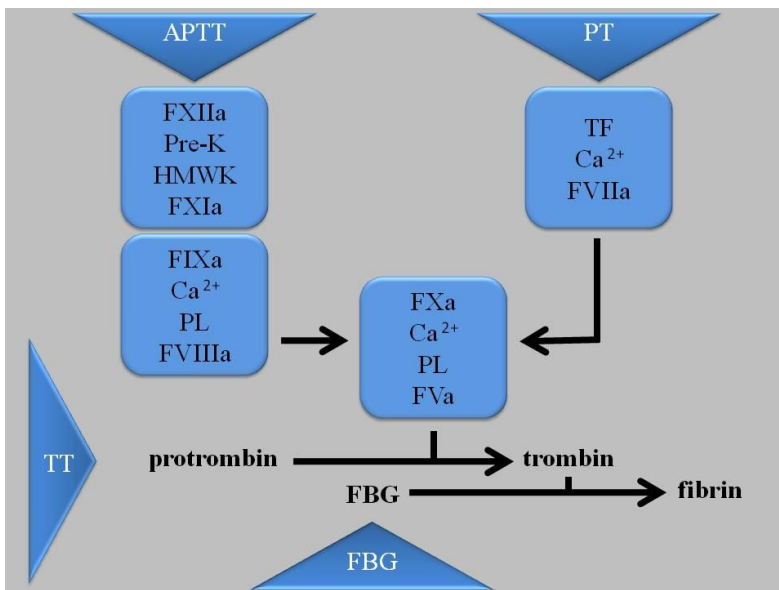 APTT
PT
FXIIa
Pre-K
HMWK
FXIa
TF
Ca²⁺
FVIIa
FIXa
Ca²⁺
PL
FVIIIa
FXa
Ca²⁺
PL
FVa
TT
protrombin
trombin
FBG
fibrin
FBG